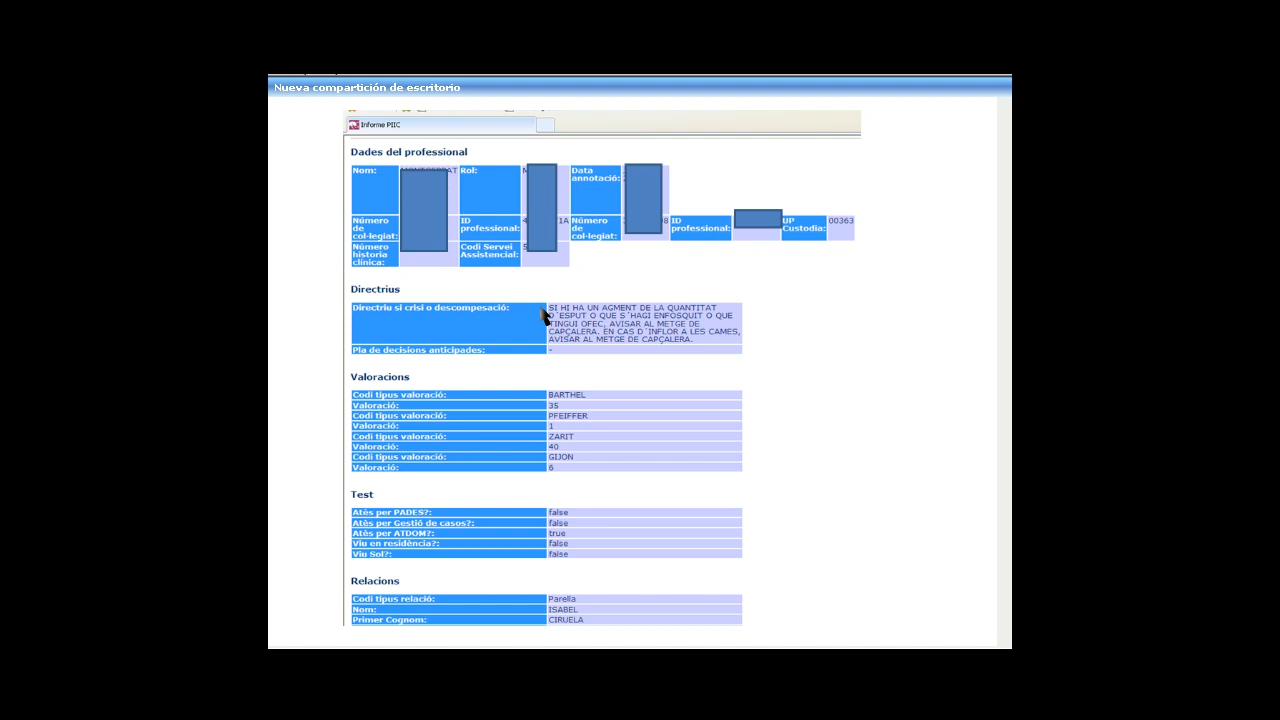 Nueva compartición de escritorio
Informe PIIC
Dades del professional
Nom: Rol: Data annotació:
Número de col·legiat: ID professional: Número de col·legiat: ID professional: UP Custodia: 00363
Número historia clínica: Codi Servei Assistencial:
Directrius
Directriu si crisi o descompesació: SI HI HA UN AGMENT DE LA QUANTITAT
D´ESPUT O QUE S´HAGI ENFOSQUIT O QUE
TINGUI OFEC, AVISAR AL METGE DE
CAPÇALERA. EN CAS D´INFLOR A LES CAMES,
AVISAR AL METGE DE CAPÇALERA.
Pla de decisions anticipades: -
Valoracions
Codi tipus valoració: BARTHEL
Valoració: 35
Codi tipus valoració: PFEIFFER
Valoració: 1
Codi tipus valoració: ZARIT
Valoració: 40
Codi tipus valoració: GIJON
Valoració: 6
Test
Atès per PADES?: false
Atès per Gestió de casos?: false
Atès per ATDOM?: true
Viu en residència?: false
Viu Sol?: false
Relacions
Codi tipus relació: Parella
Nom: ISABEL
Primer Cognom: CIRUELA